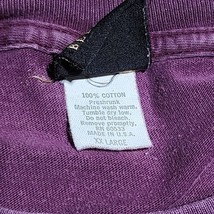 100% COTTON
Preshrunk
Machine wash warm.
Tumble dry low.
Do not bleach.
Remove promptly.
RN 60533
MADE IN U.S.A.
XX LARGE